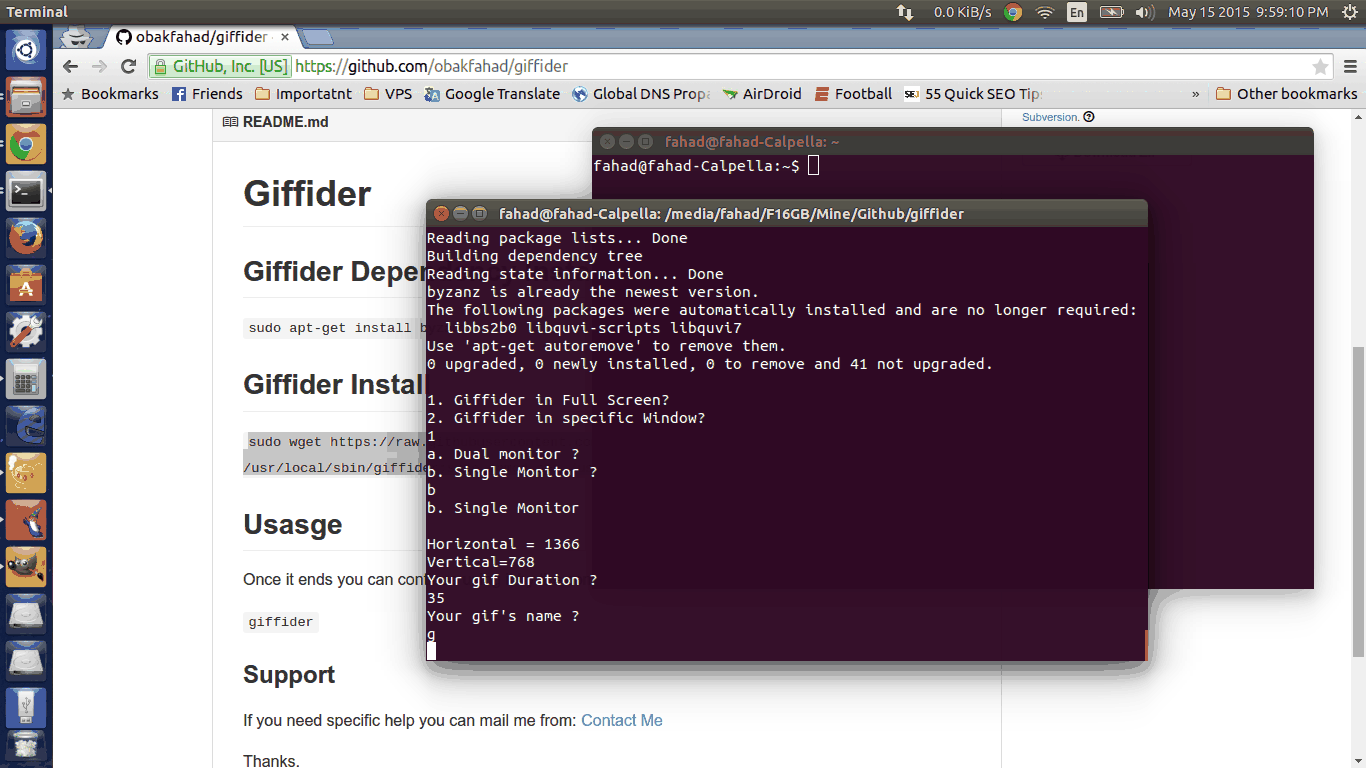 Terminal
0.0 KiB/s
En
May 15 2015 9:59:10 PM
obakfahad/giffider
GitHub, Inc. [US]
https://github.com/obakfahad/giffider
Bookmarks
Friends
Importatnt
VPS
Google Translate
Global DNS Propa
AirDroid
Football
55 Quick SEO Tips
»
Other bookmarks
README.md
Subversion.
Giffider
Giffider Depe
sudo apt-get install b
Giffider Instal
sudo wget https://raw.
/usr/local/sbin/giffide
Usasge
Once it ends you can con
giffider
Support
If you need specific help you can mail me from: Contact Me
Thanks.
fahad@fahad-Calpella: ~
fahad@fahad-Calpella:~$
fahad@fahad-Calpella: /media/fahad/F16GB/Mine/Github/giffider
Reading package lists... Done
Building dependency tree
Reading state information... Done
byzanz is already the newest version.
The following packages were automatically installed and are no longer required:
libbs2b0 libquvi-scripts libquvi7
Use 'apt-get autoremove' to remove them.
0 upgraded, 0 newly installed, 0 to remove and 41 not upgraded.
1. Giffider in Full Screen?
2. Giffider in specific Window?
1
a. Dual monitor ?
b. Single Monitor ?
b
b. Single Monitor
Horizontal = 1366
Vertical=768
Your gif Duration ?
35
Your gif's name ?
g